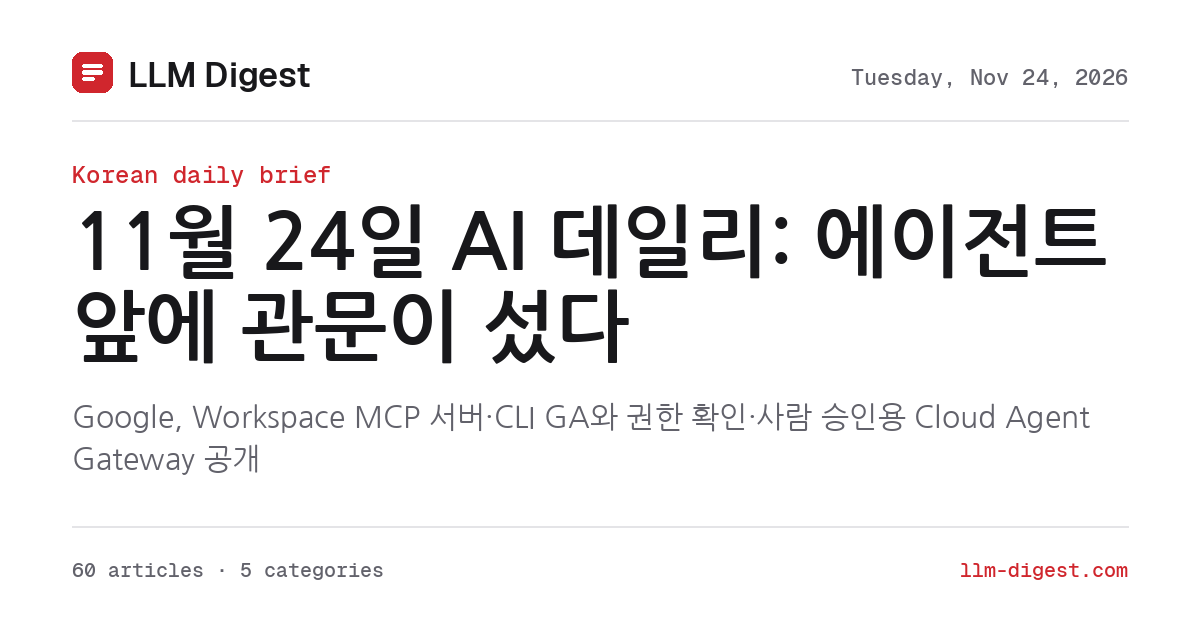 LLM Digest
Tuesday, Nov 24, 2026
Korean daily brief
11월 24일 AI 데일리: 에이전트
앞에 관문이 섰다
Google, Workspace MCP 서버·CLI GA와 권한 확인·사람 승인용 Cloud Agent
Gateway 공개
60 articles · 5 categories
llm-digest.com